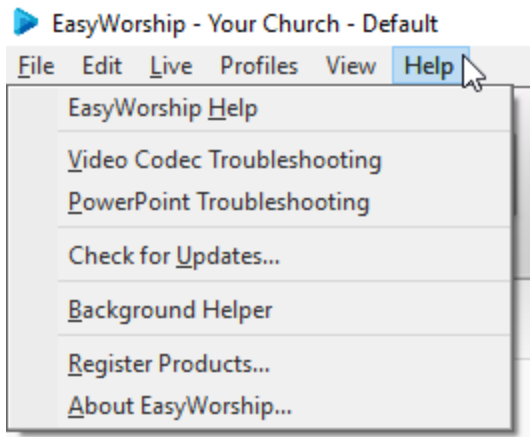 EasyWorship - Your Church - Default
File Edit Live Profiles View Help
EasyWorship Help
Video Codec Troubleshooting
PowerPoint Troubleshooting
Check for Updates...
Background Helper
Register Products...
About EasyWorship...